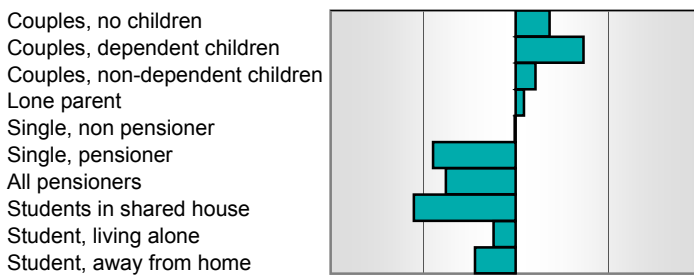 Couples, no children
Couples, dependent children
Couples, non-dependent children
Lone parent
Single, non pensioner
Single, pensioner
All pensioners
Students in shared house
Student, living alone
Student, away from home